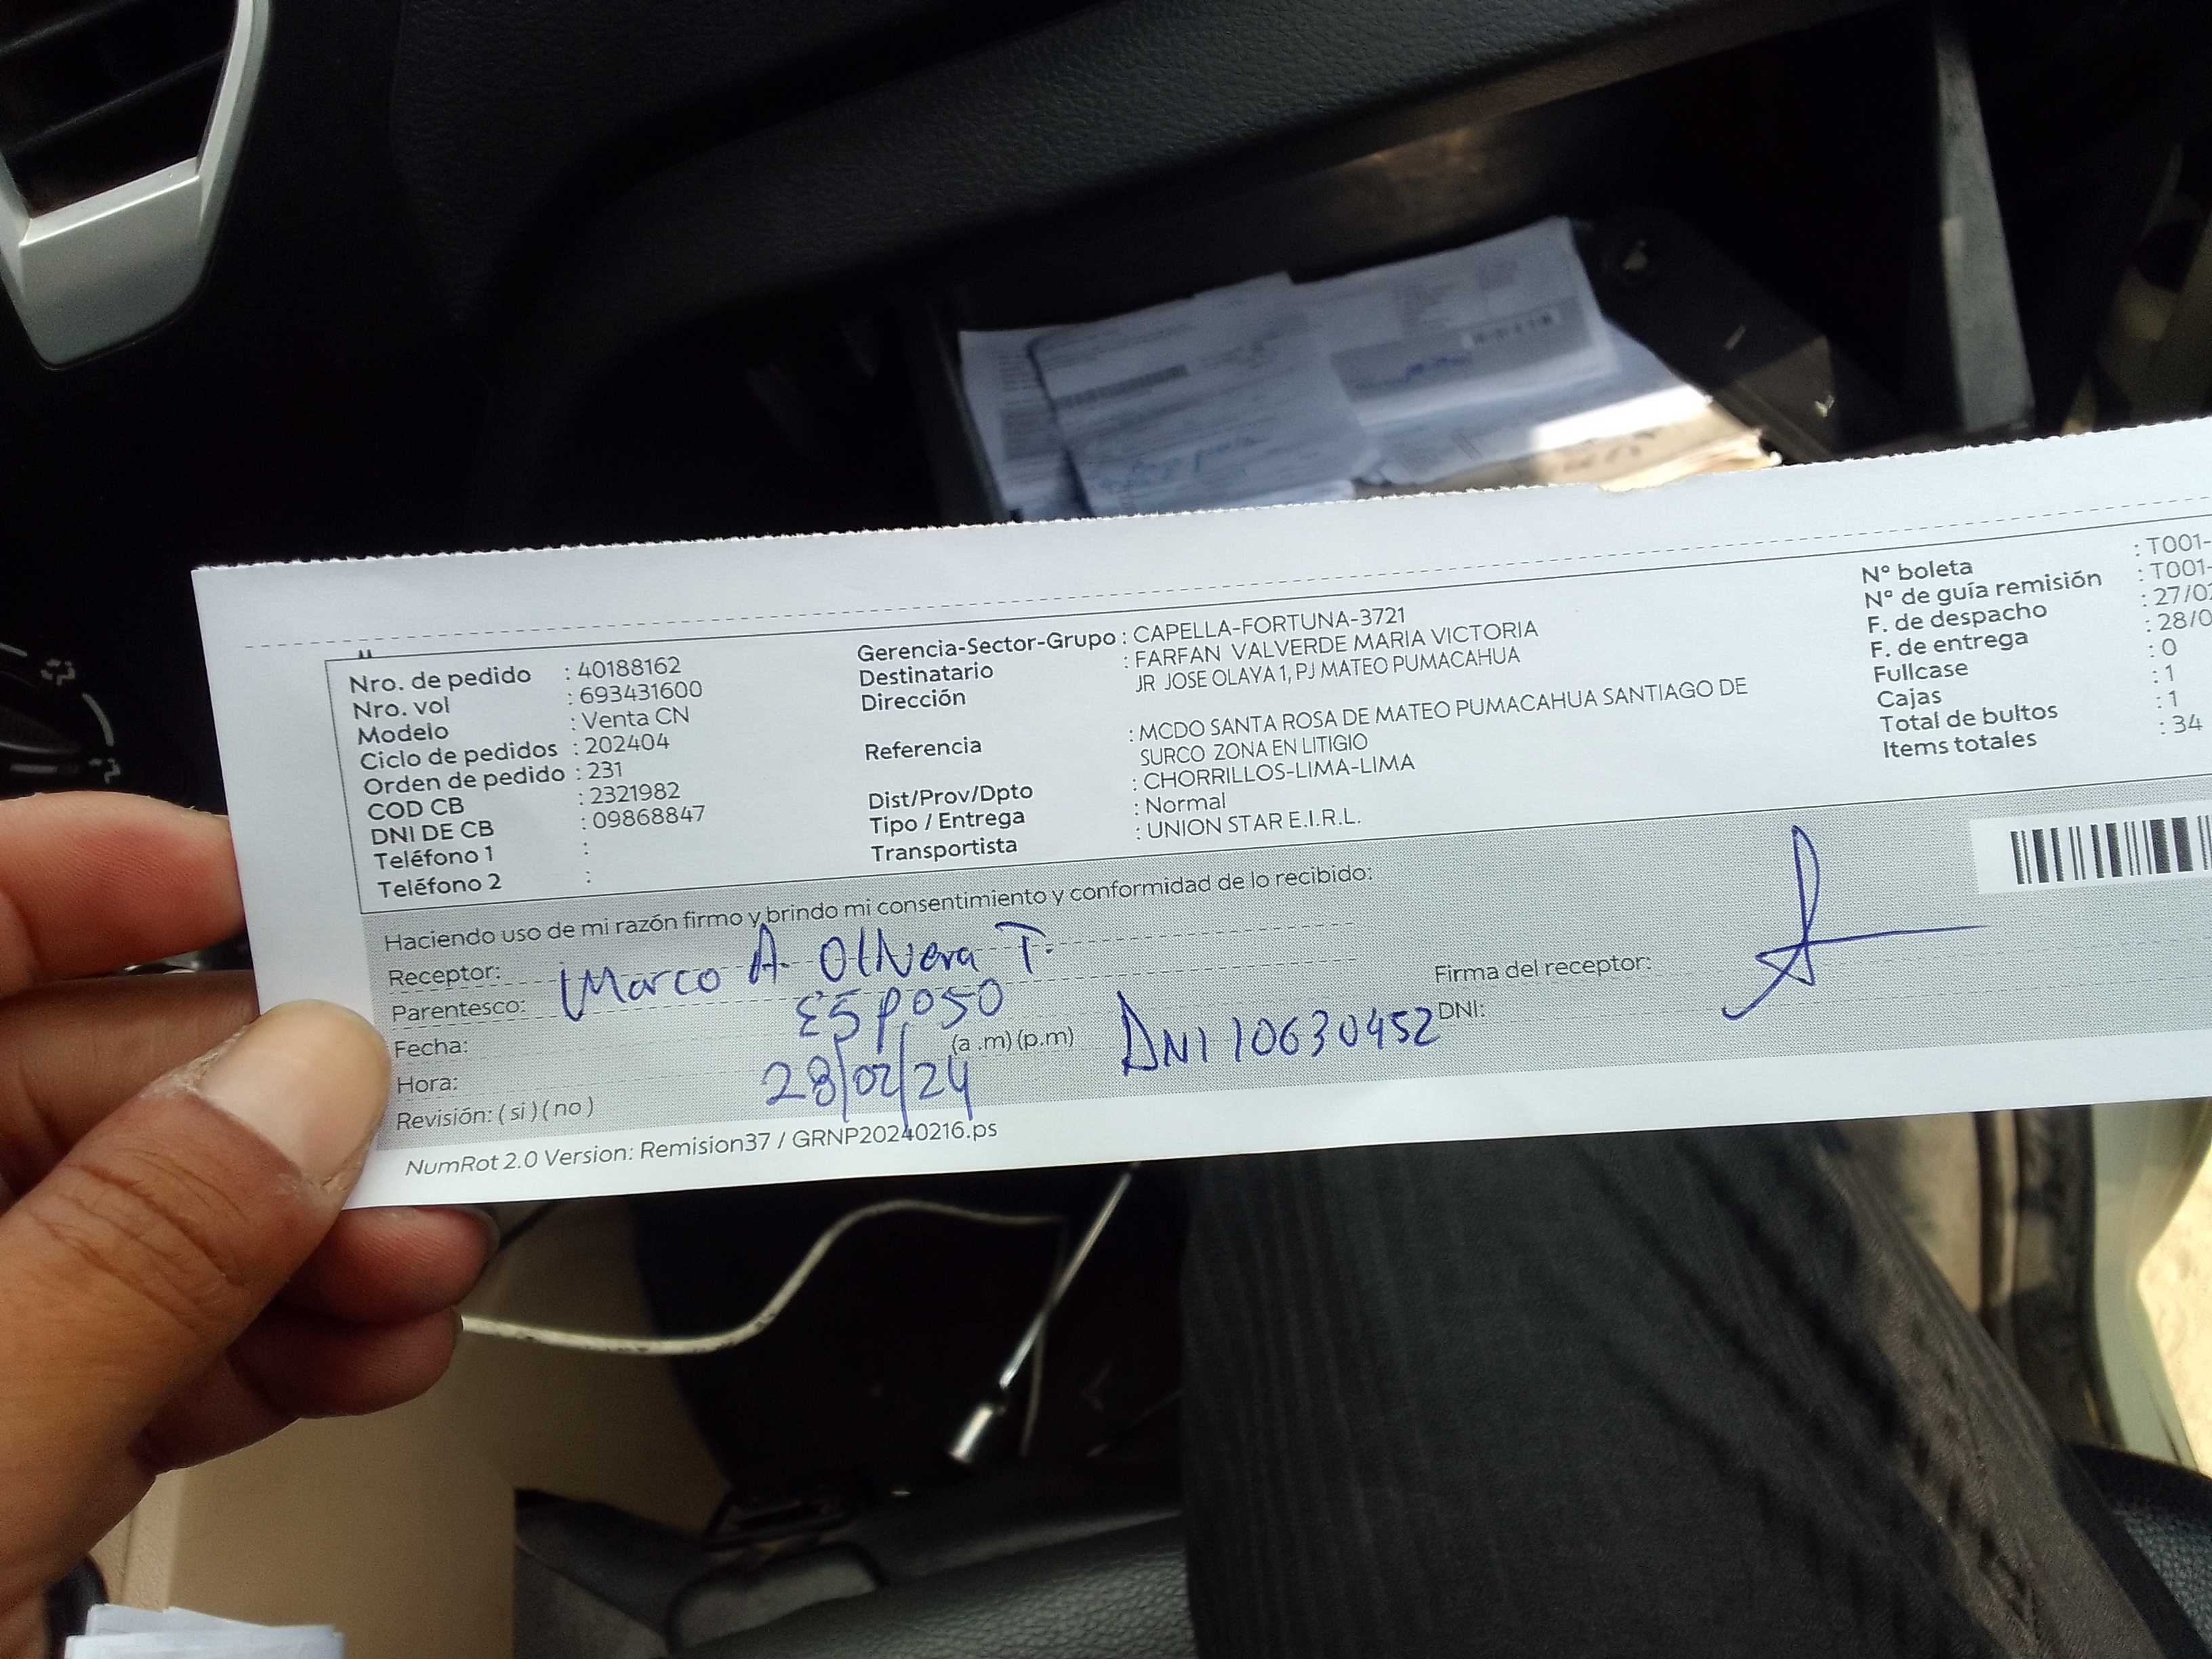 Nro. de pedido : 40188162
Nro. vol : 693431600
Modelo : Venta CN
Ciclo de pedidos : 202404
Orden de pedido : 231
COD CB : 2321982
DNI DE CB : 09868847
Teléfono 1 :
Teléfono 2 :
Gerencia-Sector-Grupo : CAPELLA-FORTUNA-3721
Destinatario : FARFAN VALVERDE MARIA VICTORIA
Dirección JR JOSE OLAYA 1, PJ MATEO PUMACAHUA
Referencia : MCDO SANTA ROSA DE MATEO PUMACAHUA SANTIAGO DE
SURCO ZONA EN LITIGIO
Dist/Prov/Dpto : CHORRILLOS-LIMA-LIMA
Tipo / Entrega : Normal
Transportista : UNION STAR E.I.R.L.
N° boleta : T001-
N° de guía remisión : T001-
F. de despacho : 27/0
F. de entrega : 28/0
Fullcase : 0
Cajas : 1
Total de bultos : 1
Items totales : 34
Haciendo uso de mi razón firmo y brindo mi consentimiento y conformidad de lo recibido:
Receptor: Marco A. Olivera T.
Parentesco: ESPOSO
Fecha: 28/02/24
Hora: (a .m) (p.m)
Revisión: ( si ) ( no )
DNI 10630452
Firma del receptor:
DNI:
NumRot 2.0 Version: Remision37 / GRNP20240216.ps